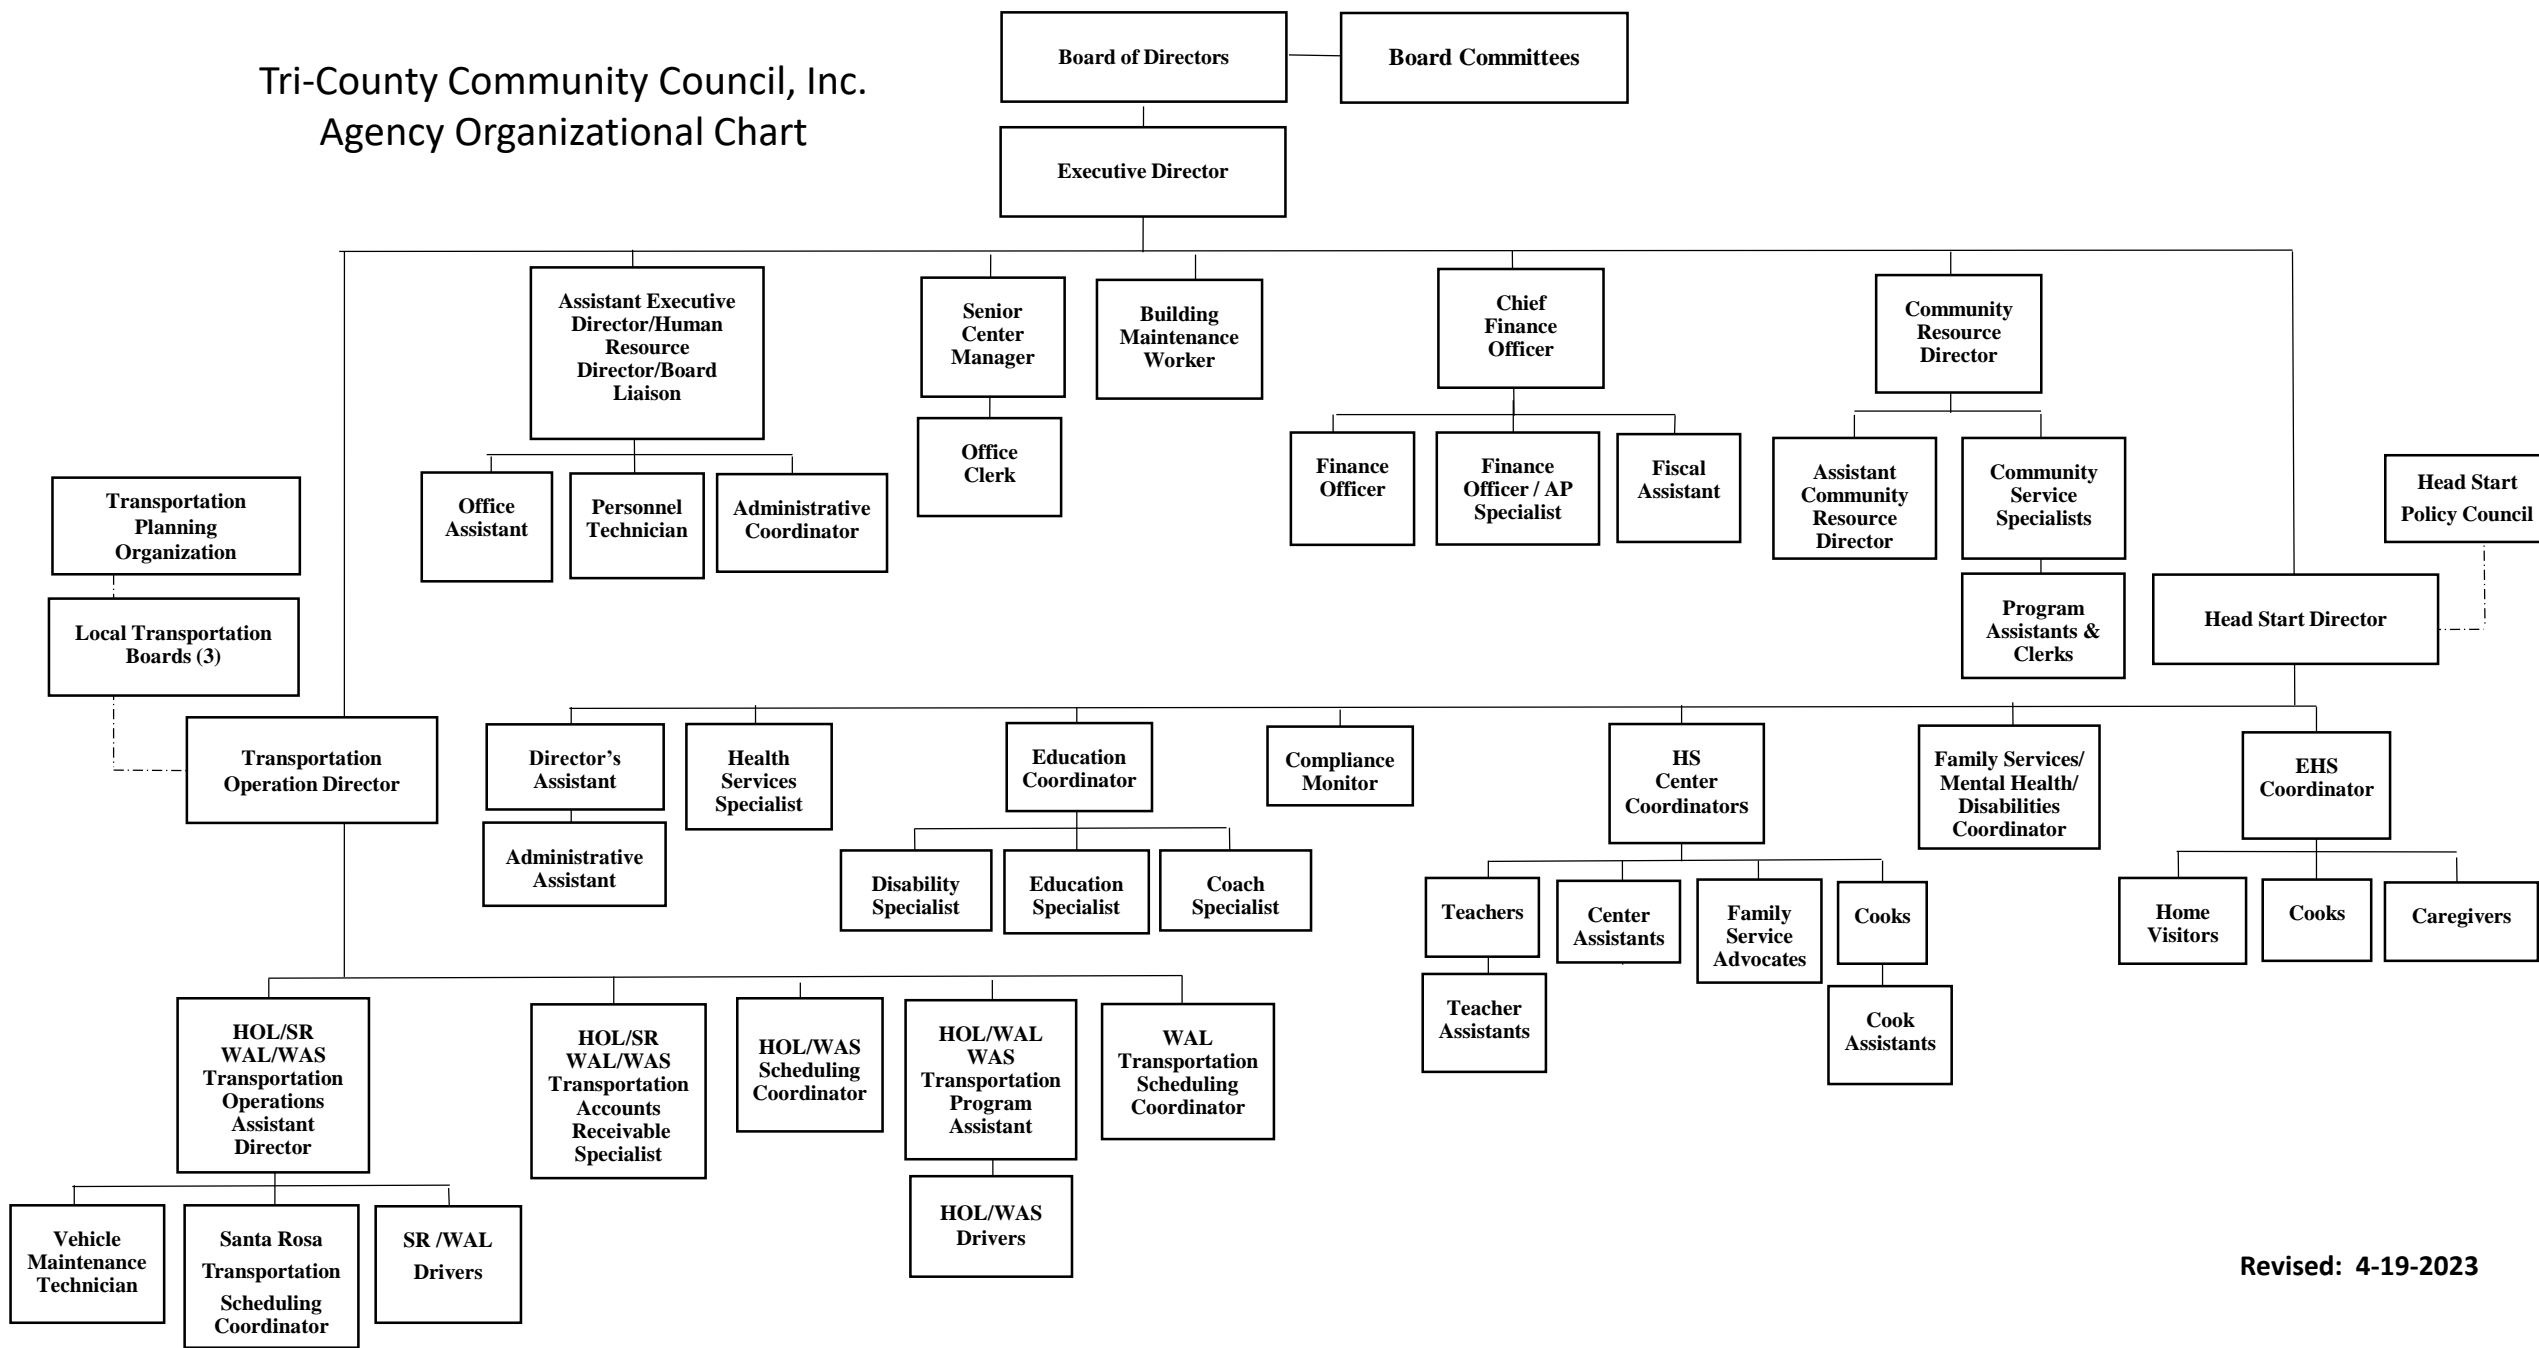 Tri-County Community Council, Inc.
Agency Organizational Chart
Board of Directors
Board Committees
Executive Director
Assistant Executive
Director/Human
Resource
Director/Board
Liaison
Senior
Center
Manager
Building
Maintenance
Worker
Chief
Finance
Officer
Community
Resource
Director
Office
Assistant
Personnel
Technician
Administrative
Coordinator
Office
Clerk
Finance
Officer
Finance
Officer / AP
Specialist
Fiscal
Assistant
Assistant
Community
Resource
Director
Community
Service
Specialists
Program
Assistants &
Clerks
Head Start
Policy Council
Head Start Director
Transportation
Planning
Organization
Local Transportation
Boards (3)
Transportation
Operation Director
Director’s
Assistant
Administrative
Assistant
Health
Services
Specialist
Education
Coordinator
Disability
Specialist
Education
Specialist
Coach
Specialist
Compliance
Monitor
HS
Center
Coordinators
Teachers
Teacher
Assistants
Center
Assistants
Family
Service
Advocates
Cooks
Cook
Assistants
Family Services/
Mental Health/
Disabilities
Coordinator
EHS
Coordinator
Home
Visitors
Cooks
Caregivers
HOL/SR
WAL/WAS
Transportation
Operations
Assistant
Director
HOL/SR
WAL/WAS
Transportation
Accounts
Receivable
Specialist
HOL/WAS
Scheduling
Coordinator
HOL/WAL
WAS
Transportation
Program
Assistant
WAL
Transportation
Scheduling
Coordinator
Vehicle
Maintenance
Technician
Santa Rosa
Transportation
Scheduling
Coordinator
SR /WAL
Drivers
HOL/WAS
Drivers
Revised: 4-19-2023